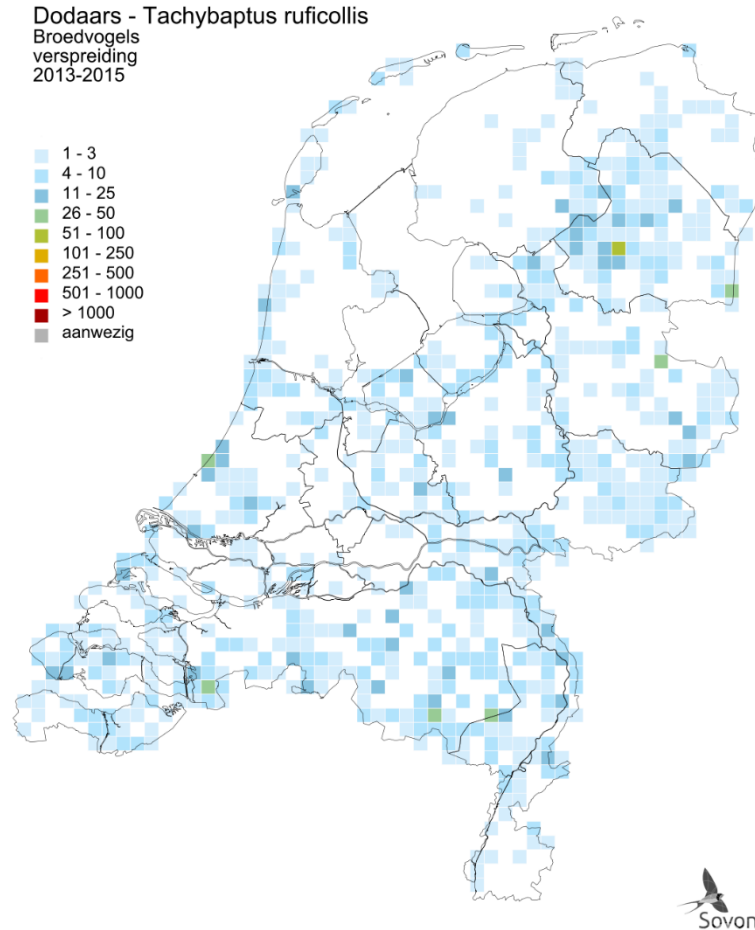 Dodaars - Tachybaptus ruficollis
Broedvogels
verspreiding
2013-2015
1 - 3
4 - 10
11 - 25
26 - 50
51 - 100
101 - 250
251 - 500
501 - 1000
> 1000
aanwezig
Sovon